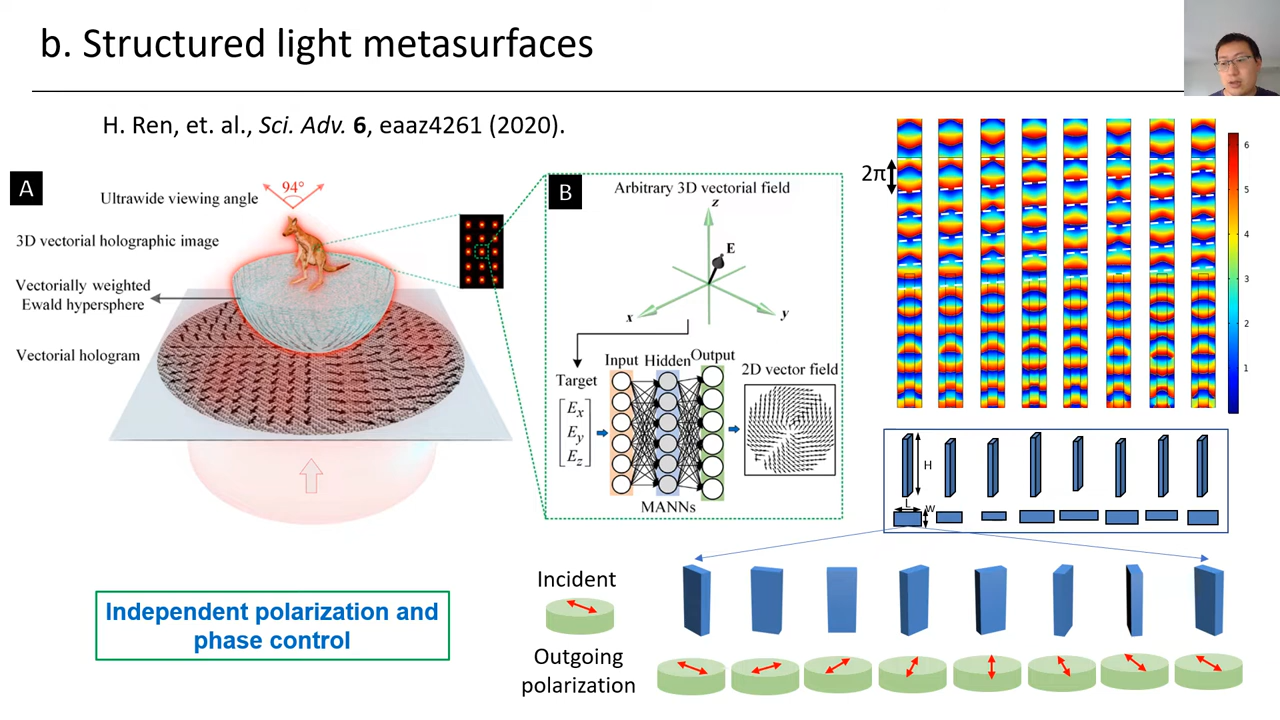 b. Structured light metasurfaces
H. Ren, et. al., Sci. Adv. 6, eaaz4261 (2020).
A
94°
Ultrawide viewing angle
3D vectorial holographic image
Vectorially weighted
Ewald hypersphere
Vectorial hologram
B
Arbitrary 3D vectorial field
z
E
x
y
Input Hidden Output
Target
Ex
Ey
Ez
2D vector field
MANNs
2π
6
5
4
3
2
1
H
L
W
Independent polarization and
phase control
Incident
Outgoing
polarization